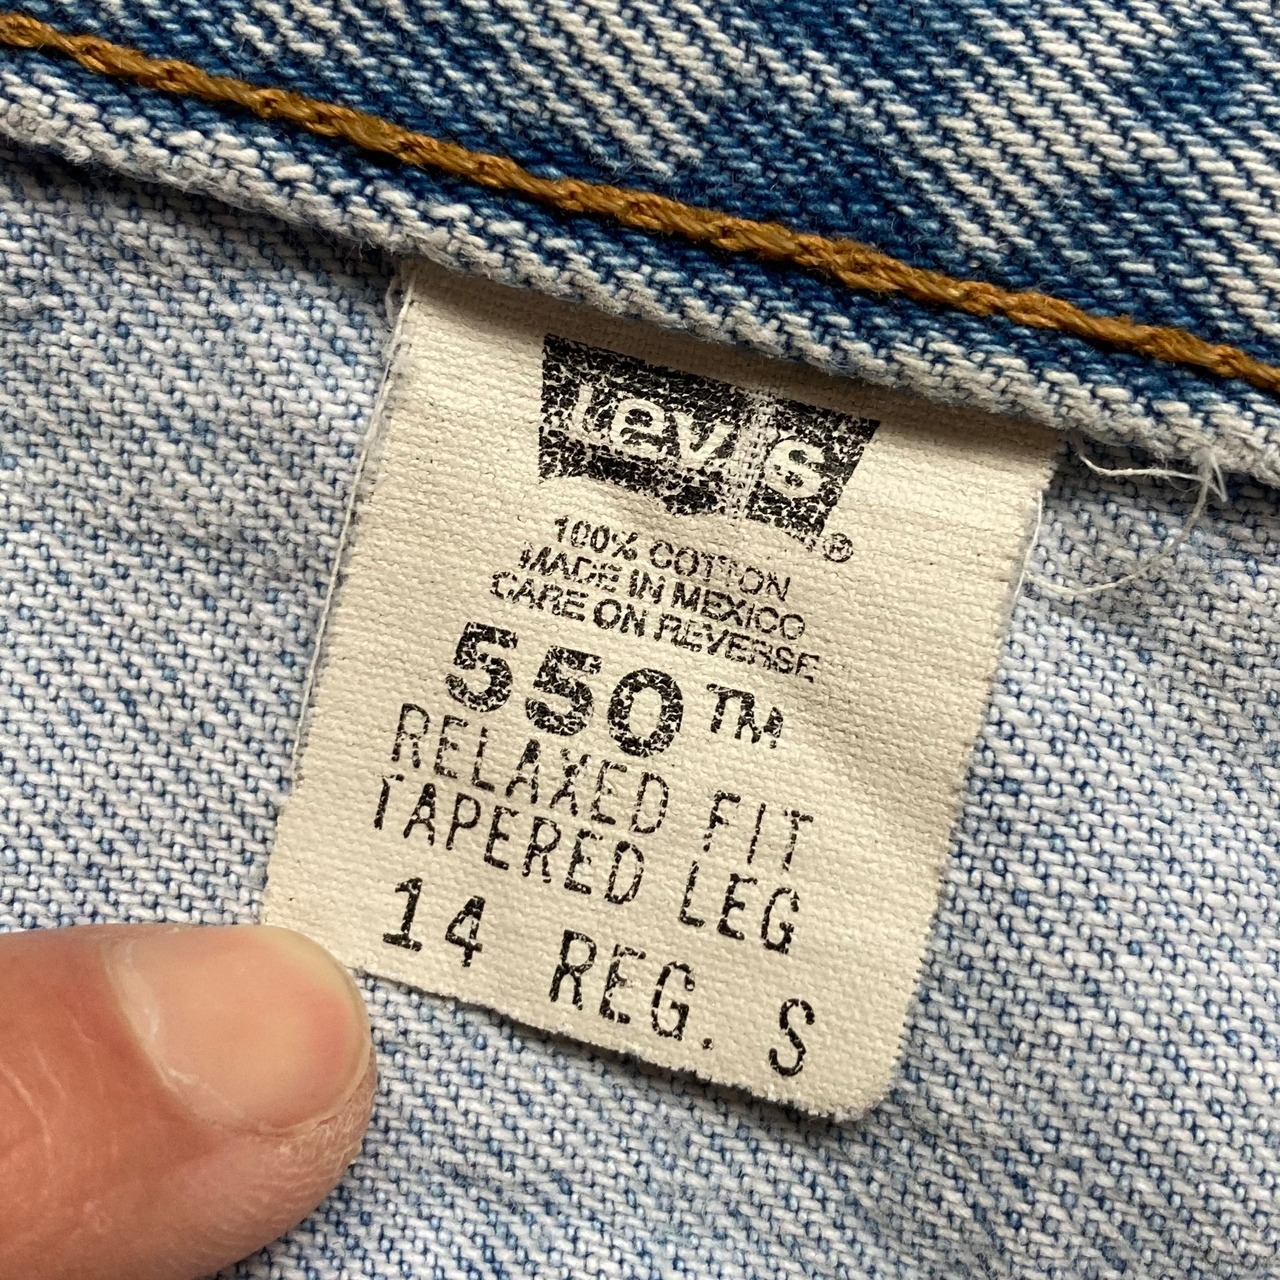 Levi's
®
100% COTTON
MADE IN MEXICO
CARE ON REVERSE
550™
RELAXED FIT
TAPERED LEG
14 REG. S